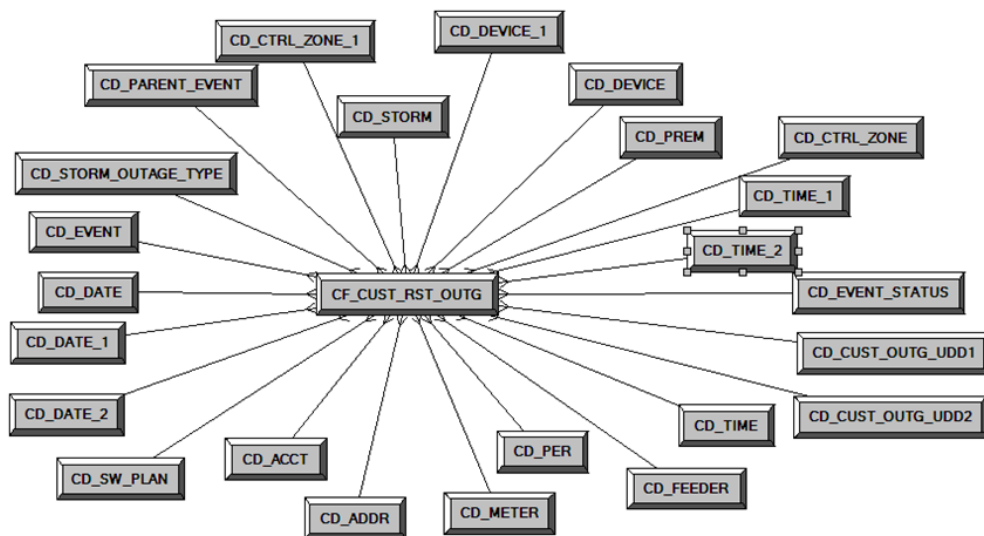 CD_DEVICE_1
CD_CTRL_ZONE_1
CD_PARENT_EVENT
CD_DEVICE
CD_STORM
CD_PREM
CD_CTRL_ZONE
CD_STORM_OUTAGE_TYPE
CD_TIME_1
CD_EVENT
CD_TIME_2
CD_DATE
CF_CUST_RST_OUTG
CD_EVENT_STATUS
CD_DATE_1
CD_CUST_OUTG_UDD1
CD_DATE_2
CD_CUST_OUTG_UDD2
CD_TIME
CD_ACCT
CD_PER
CD_SW_PLAN
CD_FEEDER
CD_ADDR
CD_METER